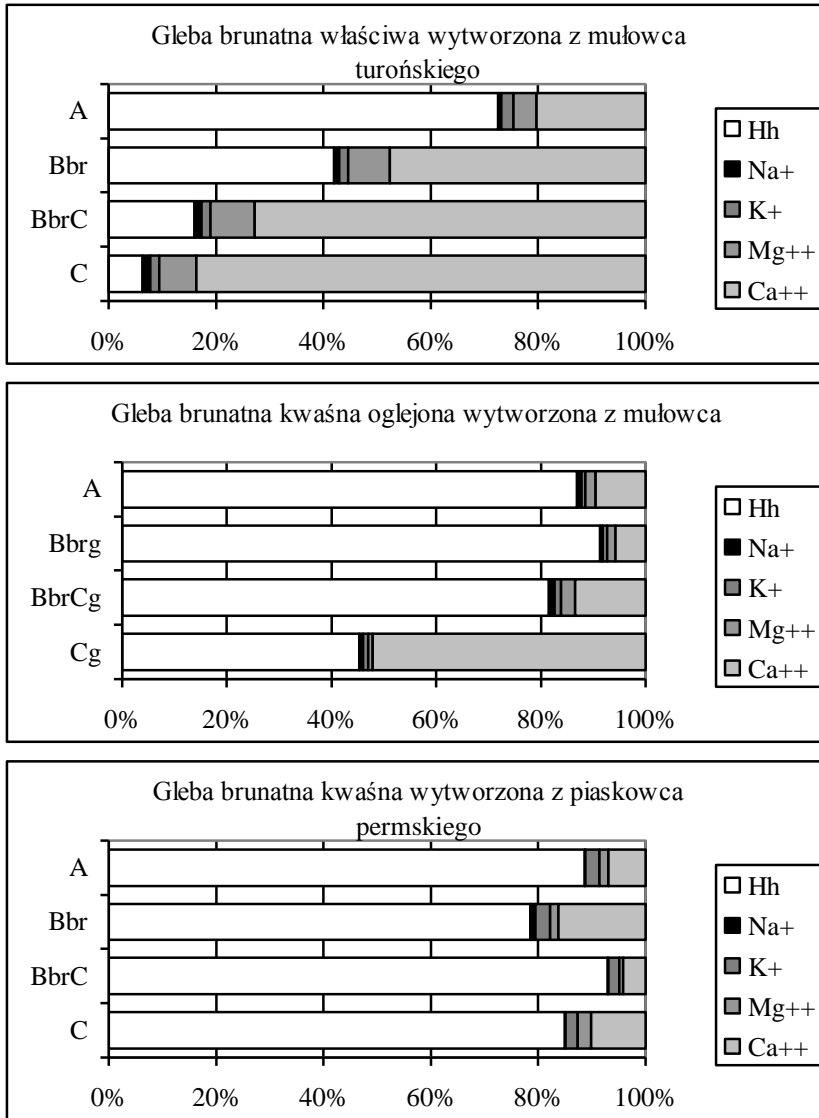 Gleba brunatna właściwa wytworzona z mułowca
turońskiego
A
Bbr
BbrC
C
0% 20% 40% 60% 80% 100%
Hh
Na+
K+
Mg++
Ca++
Gleba brunatna kwaśna oglejona wytworzona z mułowca
A
Bbrg
BbrCg
Cg
0% 20% 40% 60% 80% 100%
Hh
Na+
K+
Mg++
Ca++
Gleba brunatna kwaśna wytworzona z piaskowca
permskiego
A
Bbr
BbrC
C
0% 20% 40% 60% 80% 100%
Hh
Na+
K+
Mg++
Ca++